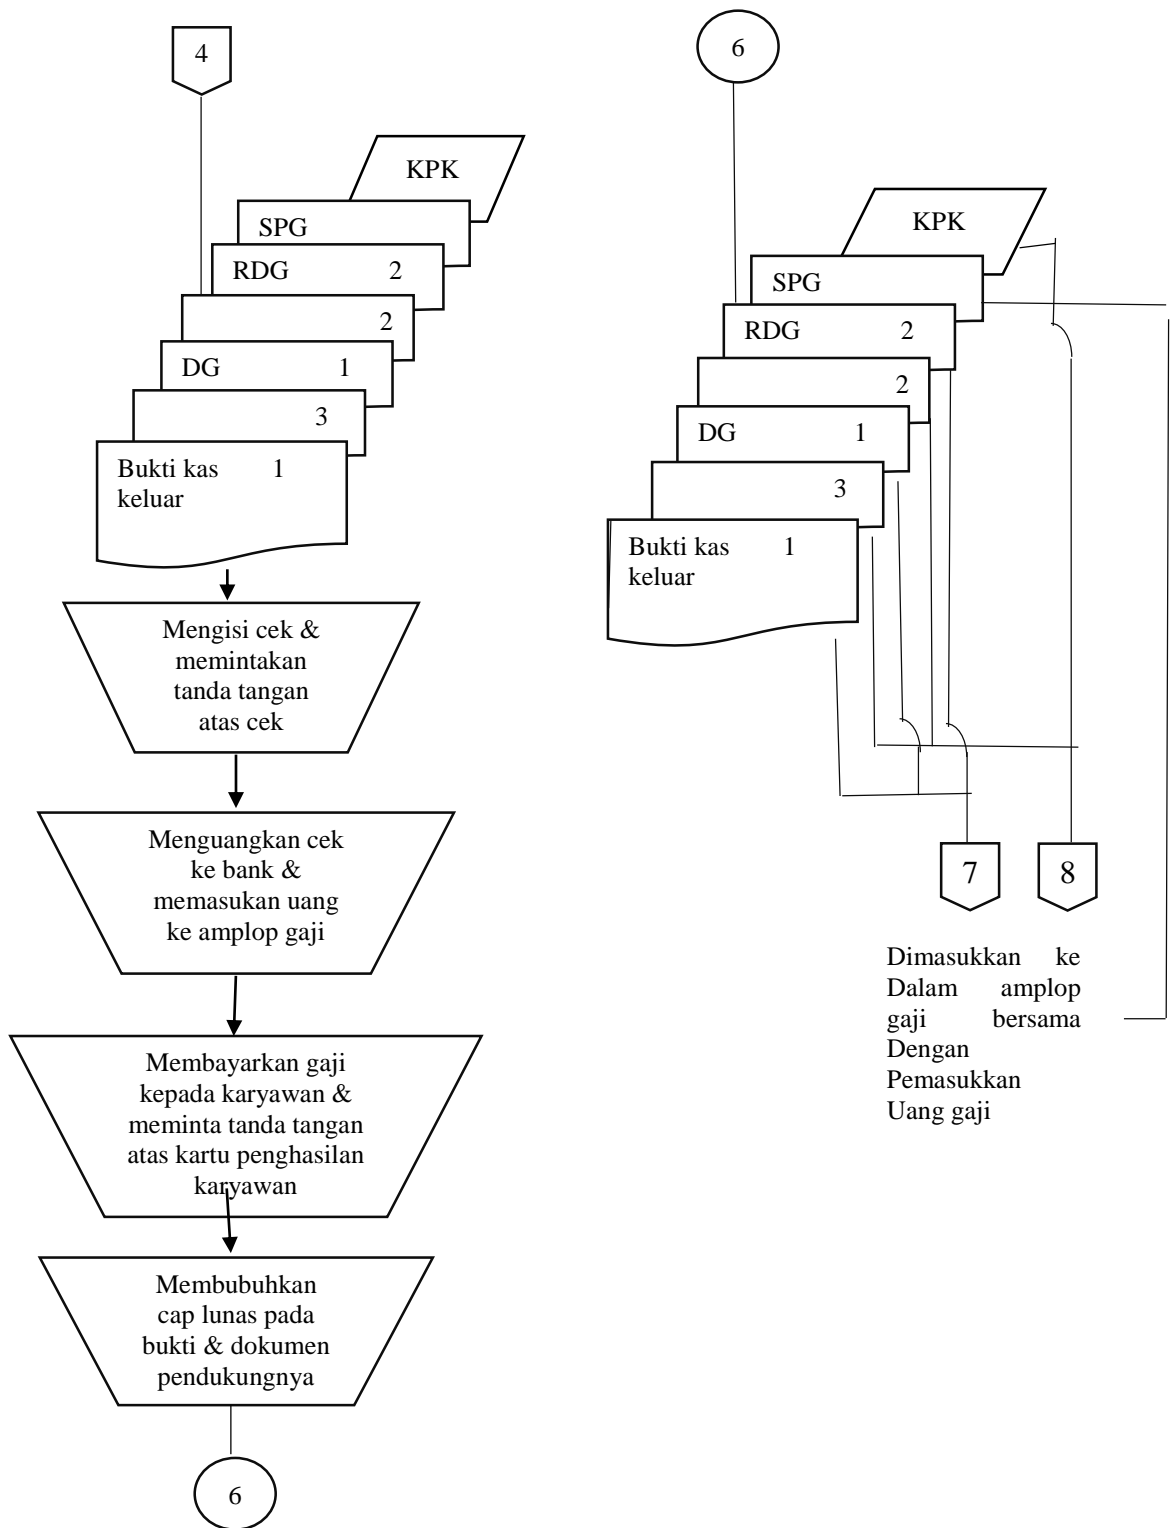 4
KPK
SPG
RDG 2
2
DG 1
3
Bukti kas 1
keluar
Mengisi cek &
memintakan
tanda tangan
atas cek
Menguangkan cek
ke bank &
memasukan uang
ke amplop gaji
Membayarkan gaji
kepada karyawan &
meminta tanda tangan
atas kartu penghasilan
karyawan
Membubuhkan
cap lunas pada
bukti & dokumen
pendukungnya
6
6
KPK
SPG
RDG 2
2
DG 1
3
Bukti kas 1
keluar
7 8
Dimasukkan ke
Dalam amplop
gaji bersama
Dengan
Pemasukkan
Uang gaji